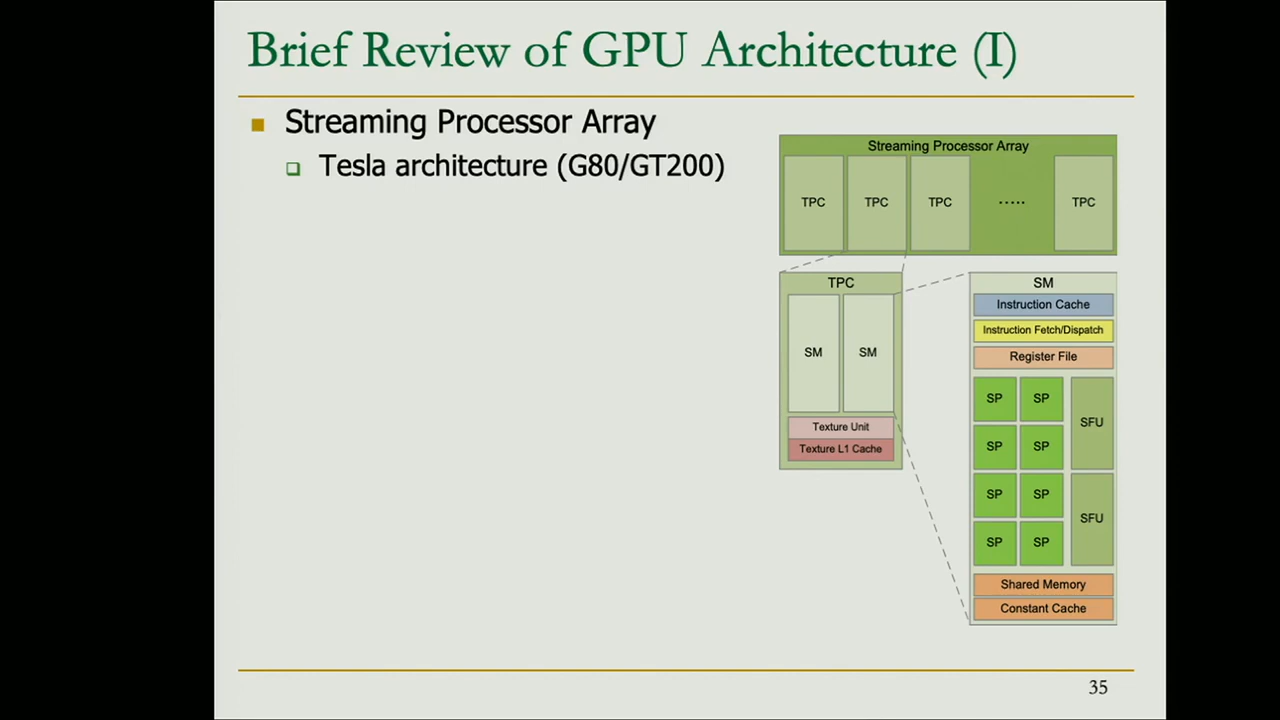 Brief Review of GPU Architecture (I)
Streaming Processor Array
Tesla architecture (G80/GT200)
Streaming Processor Array
TPC TPC TPC ..... TPC
TPC
SM SM
Texture Unit
Texture L1 Cache
SM
Instruction Cache
Instruction Fetch/Dispatch
Register File
SP SP
SFU
SP SP
SP SP
SFU
SP SP
Shared Memory
Constant Cache
35